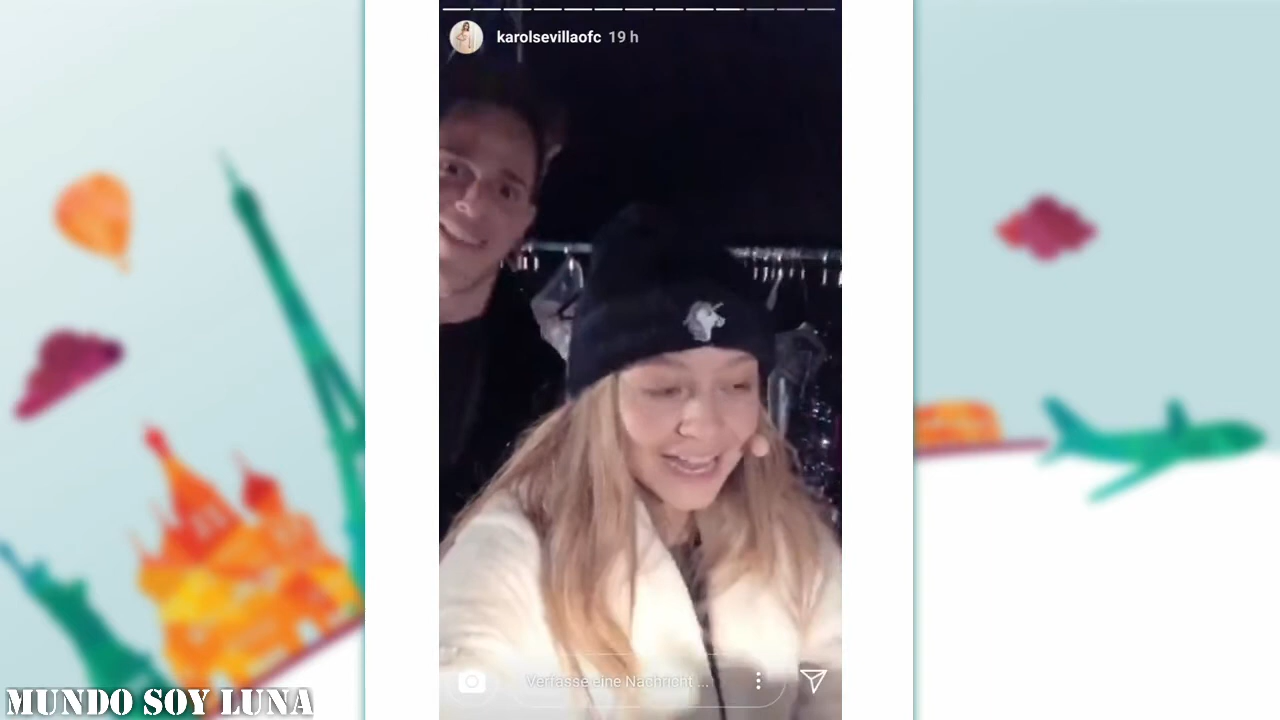 karolsevillaofc 19 h
Verfasse eine Nachricht ...
MUNDO SOY LUNA